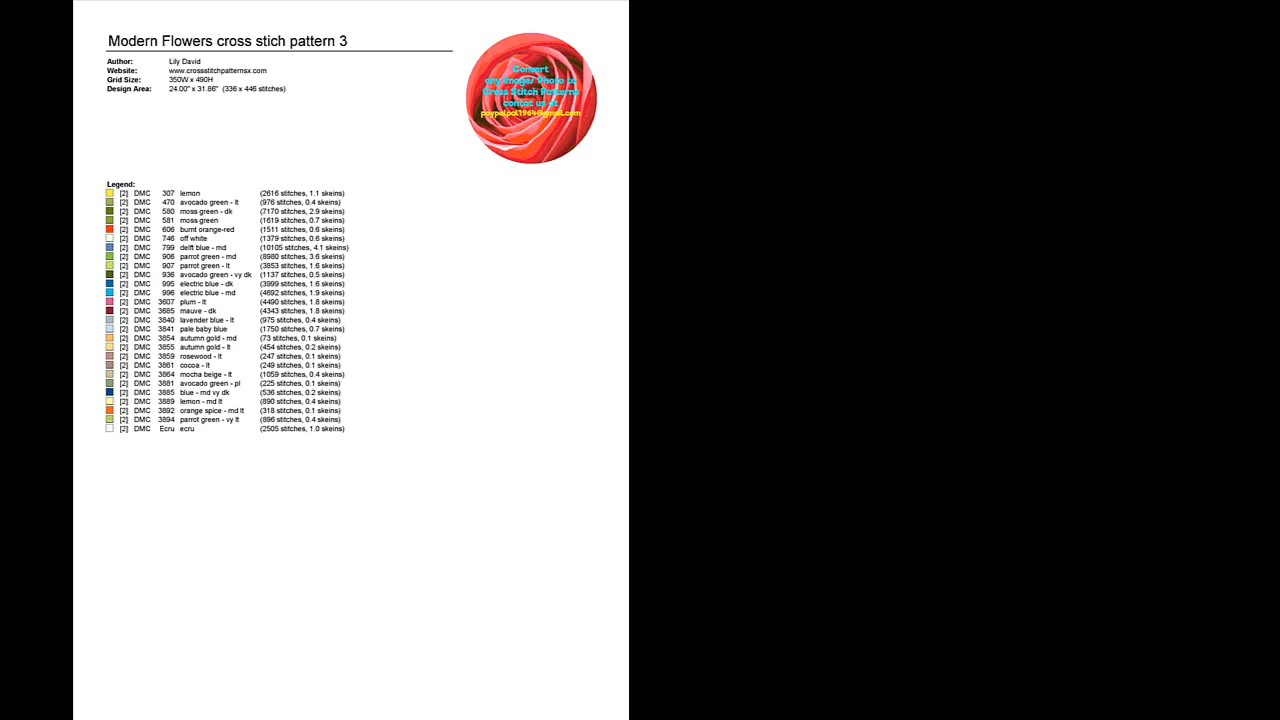 Modern Flowers cross stich pattern 3
Author: Lily David
Website: www.crossstitchpatternsx.com
Grid Size: 350W x 490H
Design Area: 24.00" x 31.86" (336 x 446 stitches)
Convert
any Images Photo to
Cross Stitch Patterns
contat us at
paypalpal1964@gmail.com
Legend:
[2] DMC 307 lemon (2616 stitches, 1.1 skeins)
[2] DMC 470 avocado green - lt (976 stitches, 0.4 skeins)
[2] DMC 580 moss green - dk (7170 stitches, 2.9 skeins)
[2] DMC 581 moss green (1619 stitches, 0.7 skeins)
[2] DMC 606 burnt orange-red (1511 stitches, 0.6 skeins)
[2] DMC 746 off white (1379 stitches, 0.6 skeins)
[2] DMC 799 delft blue - md (10105 stitches, 4.1 skeins)
[2] DMC 906 parrot green - md (8980 stitches, 3.6 skeins)
[2] DMC 907 parrot green - lt (3853 stitches, 1.6 skeins)
[2] DMC 936 avocado green - vy dk (1137 stitches, 0.5 skeins)
[2] DMC 995 electric blue - dk (3999 stitches, 1.6 skeins)
[2] DMC 996 electric blue - md (4692 stitches, 1.9 skeins)
[2] DMC 3607 plum - lt (4490 stitches, 1.8 skeins)
[2] DMC 3685 mauve - dk (4343 stitches, 1.8 skeins)
[2] DMC 3840 lavender blue - lt (975 stitches, 0.4 skeins)
[2] DMC 3841 pale baby blue (1750 stitches, 0.7 skeins)
[2] DMC 3854 autumn gold - md (73 stitches, 0.1 skeins)
[2] DMC 3855 autumn gold - lt (454 stitches, 0.2 skeins)
[2] DMC 3859 rosewood - lt (247 stitches, 0.1 skeins)
[2] DMC 3861 cocoa - lt (249 stitches, 0.1 skeins)
[2] DMC 3864 mocha beige - lt (1059 stitches, 0.4 skeins)
[2] DMC 3881 avocado green - pl (225 stitches, 0.1 skeins)
[2] DMC 3885 blue - md vy dk (536 stitches, 0.2 skeins)
[2] DMC 3889 lemon - md lt (890 stitches, 0.4 skeins)
[2] DMC 3892 orange spice - md lt (318 stitches, 0.1 skeins)
[2] DMC 3894 parrot green - vy lt (896 stitches, 0.4 skeins)
[2] DMC Ecru ecru (2505 stitches, 1.0 skeins)